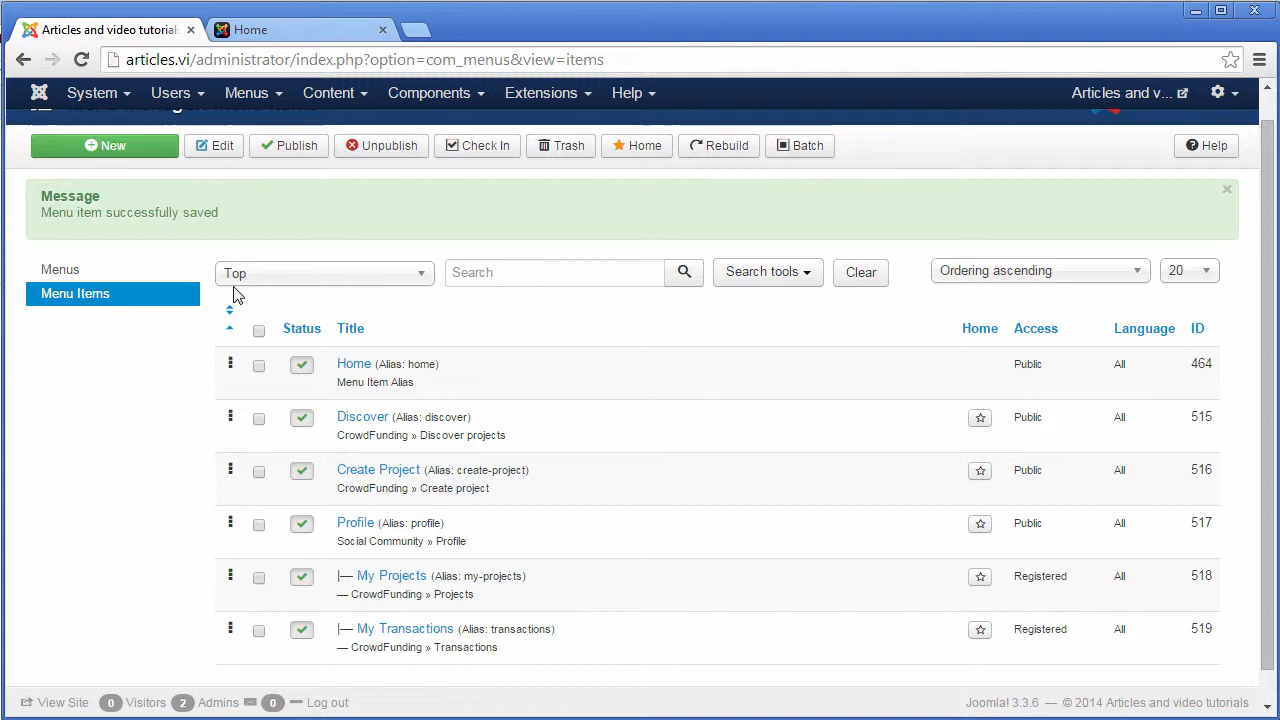 Articles and video tutorials
Home
articles.vi/administrator/index.php?option=com_menus&view=items
System Users Menus Content Components Extensions Help Articles and v...
New Edit Publish Unpublish Check In Trash Home Rebuild Batch Help
Message
Menu item successfully saved
Menus
Menu Items
Top Search Search tools Clear Ordering ascending 20
Status Title Home Access Language ID
Home (Alias: home) Public All 464
Menu Item Alias
Discover (Alias: discover) Public All 515
CrowdFunding » Discover projects
Create Project (Alias: create-project) Public All 516
CrowdFunding » Create project
Profile (Alias: profile) Public All 517
Social Community » Profile
|— My Projects (Alias: my-projects) Registered All 518
— CrowdFunding » Projects
|— My Transactions (Alias: transactions) Registered All 519
— CrowdFunding » Transactions
View Site 0 Visitors 2 Admins 0 — Log out Joomla! 3.3.6 — © 2014 Articles and video tutorials